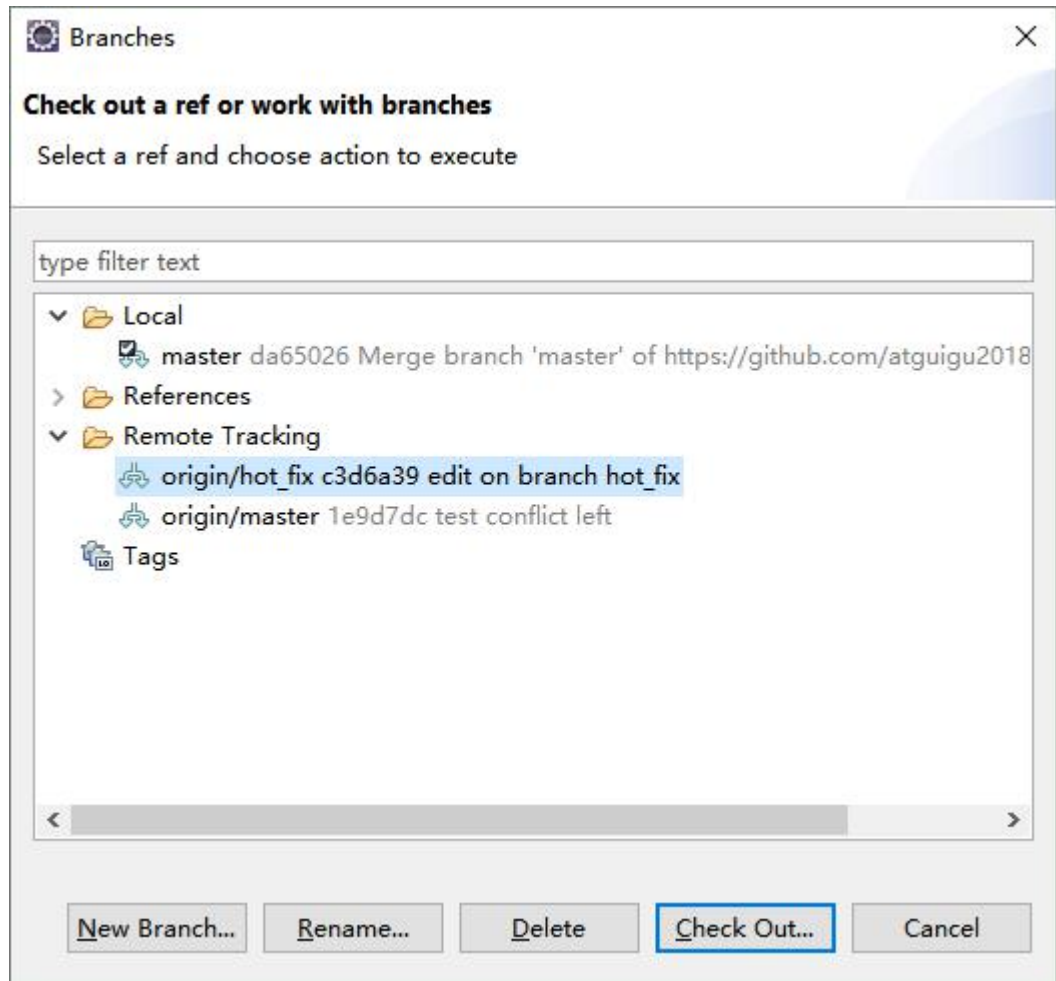 Branches
Check out a ref or work with branches
Select a ref and choose action to execute
type filter text
Local
master da65026 Merge branch 'master' of https://github.com/atguigu2018
References
Remote Tracking
origin/hot_fix c3d6a39 edit on branch hot_fix
origin/master 1e9d7dc test conflict left
Tags
New Branch... Rename... Delete Check Out... Cancel